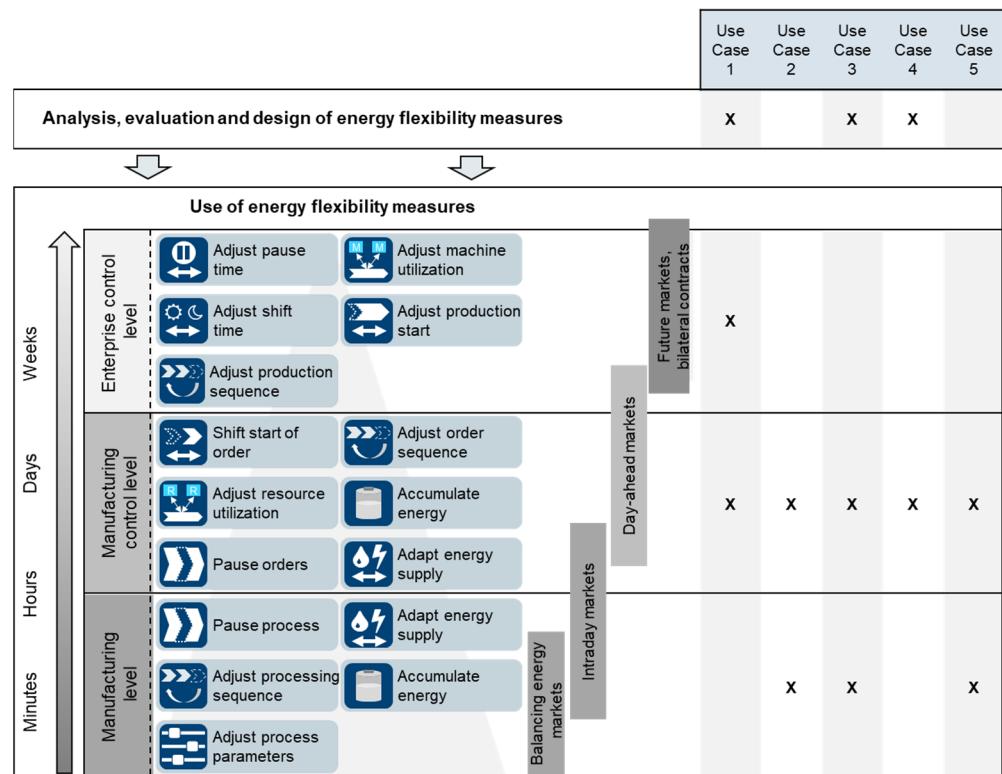 Use
Case
1
Use
Case
2
Use
Case
3
Use
Case
4
Use
Case
5
Analysis, evaluation and design of energy flexibility measures
X
X
X
Use of energy flexibility measures
Weeks
Days
Hours
Minutes
Enterprise control
level
Adjust pause
time
M M
Adjust machine
utilization
Adjust shift
time
Adjust production
start
Adjust production
sequence
Future markets,
bilateral contracts
X
Manufacturing
control level
Shift start of
order
Adjust order
sequence
R R
Adjust resource
utilization
Accumulate
energy
Pause orders
Adapt energy
supply
Day-ahead markets
X
X
X
X
X
Manufacturing
level
Pause process
Adapt energy
supply
Adjust processing
sequence
Accumulate
energy
Adjust process
parameters
Balancing energy
markets
Intraday markets
X
X
X